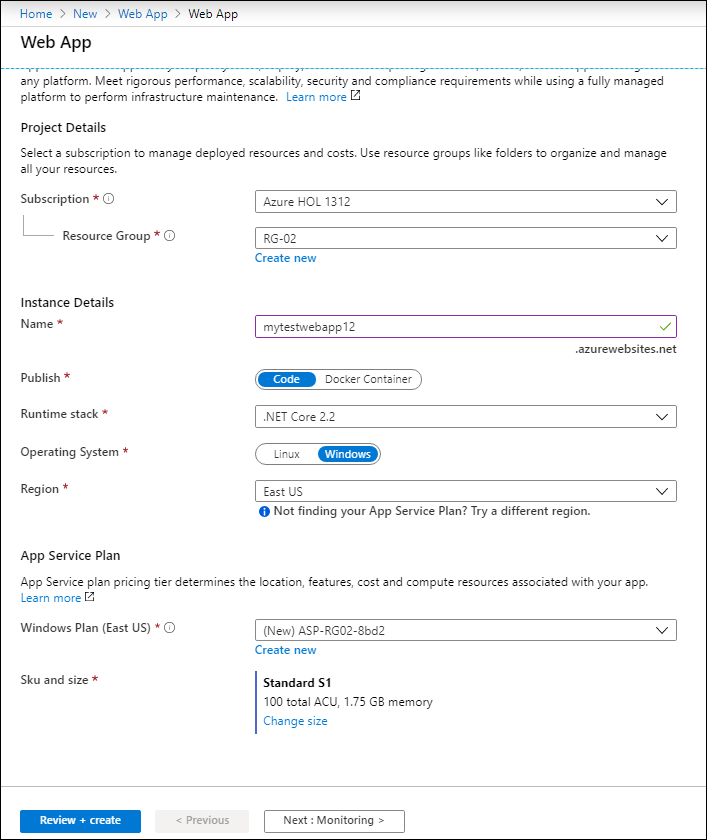 Home > New > Web App > Web App
Web App
any platform. Meet rigorous performance, scalability, security and compliance requirements while using a fully managed
platform to perform infrastructure maintenance. Learn more
Project Details
Select a subscription to manage deployed resources and costs. Use resource groups like folders to organize and manage
all your resources.
Subscription *
Azure HOL 1312
Resource Group *
RG-02
Create new
Instance Details
Name *
mytestwebapp12
.azurewebsites.net
Publish *
Code Docker Container
Runtime stack *
.NET Core 2.2
Operating System *
Linux Windows
Region *
East US
Not finding your App Service Plan? Try a different region.
App Service Plan
App Service plan pricing tier determines the location, features, cost and compute resources associated with your app.
Learn more
Windows Plan (East US) *
(New) ASP-RG02-8bd2
Create new
Sku and size *
Standard S1
100 total ACU, 1.75 GB memory
Change size
Review + create
< Previous
Next : Monitoring >